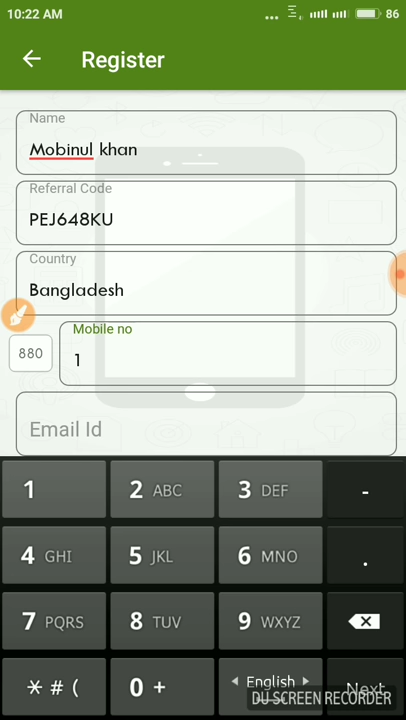 10:22 AM
86
Register
Name
Mobinul khan
Referral Code
PEJ648KU
Country
Bangladesh
Mobile no
880
1
Email Id
1
2 ABC
3 DEF
-
4 GHI
5 JKL
6 MNO
.
7 PQRS
8 TUV
9 WXYZ
* # (
0 +
English
Next
DU SCREEN RECORDER